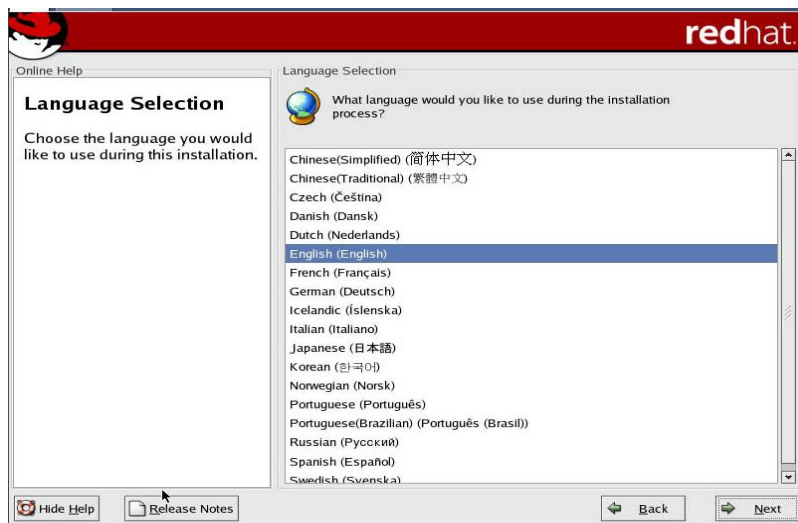 redhat.
Online Help
Language Selection
Choose the language you would
like to use during this installation.
Language Selection
What language would you like to use during the installation
process?
Chinese(Simplified) (简体中文)
Chinese(Traditional) (繁體中文)
Czech (Čeština)
Danish (Dansk)
Dutch (Nederlands)
English (English)
French (Français)
German (Deutsch)
Icelandic (Íslenska)
Italian (Italiano)
Japanese (日本語)
Korean (한국어)
Norwegian (Norsk)
Portuguese (Português)
Portuguese(Brazilian) (Português (Brasil))
Russian (Русский)
Spanish (Español)
Swedish (Svenska)
Hide Help
Release Notes
Back
Next